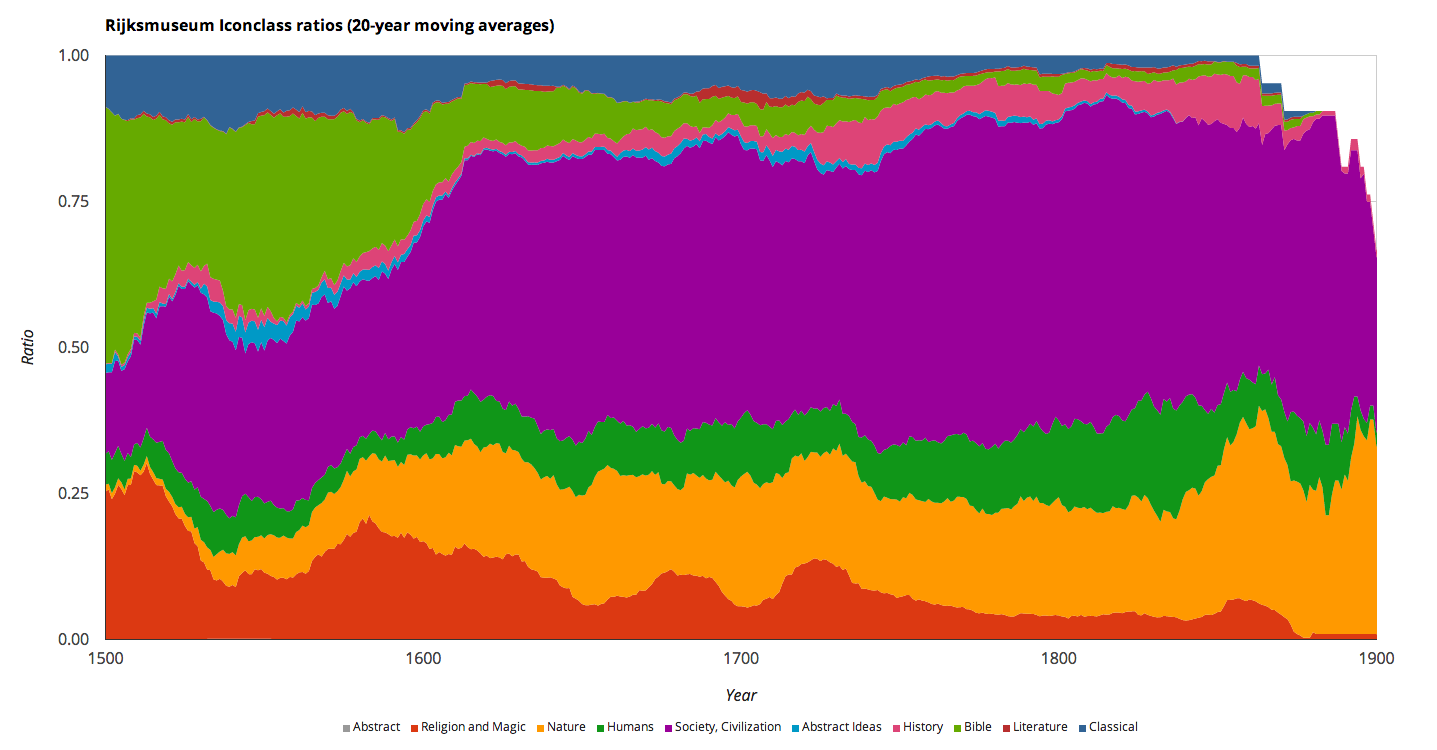 Rijksmuseum Iconclass ratios (20-year moving averages)
1.00
0.75
0.50
0.25
0.00
Ratio
1500 1600 1700 1800 1900
Year
Abstract Religion and Magic Nature Humans Society, Civilization Abstract Ideas History Bible Literature Classical